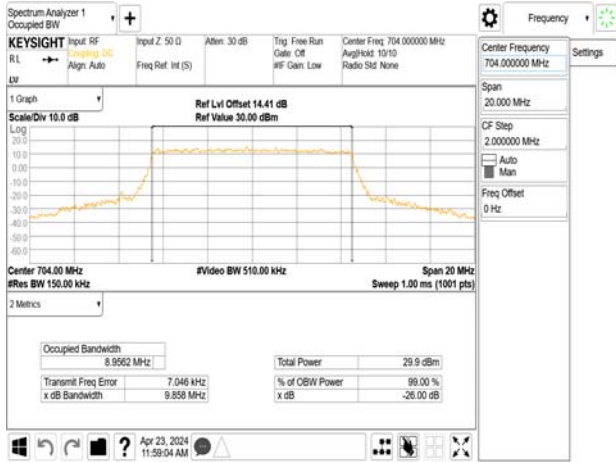 Spectrum Analyzer 1
Occupied BW
+
Frequency
KEYSIGHT
Input: RF
Coupling: DC
Align: Auto
Input Z: 50 Ω
Freq Ref: Int (S)
Atten: 30 dB
Trig: Free Run
Gate: Off
#IF Gain: Low
Center Freq: 704.000000 MHz
Avg|Hold: 10/10
Radio Std: None
RL
Center Frequency
704.000000 MHz
Settings
Span
20.000 MHz
CF Step
2.000000 MHz
Auto
Man
Freq Offset
0 Hz
1 Graph
Scale/Div 10.0 dB
Ref Lvl Offset 14.41 dB
Ref Value 30.00 dBm
Log
20.0
10.0
0.00
-10.0
-20.0
-30.0
-40.0
-50.0
-60.0
Center 704.00 MHz
#Res BW 150.00 kHz
#Video BW 510.00 kHz
Span 20 MHz
Sweep 1.00 ms (1001 pts)
2 Metrics
Occupied Bandwidth
8.9562 MHz
Total Power 29.9 dBm
Transmit Freq Error 7.046 kHz
% of OBW Power 99.00 %
x dB Bandwidth 9.858 MHz
x dB -26.00 dB
?
Apr 23, 2024
11:59:04 AM